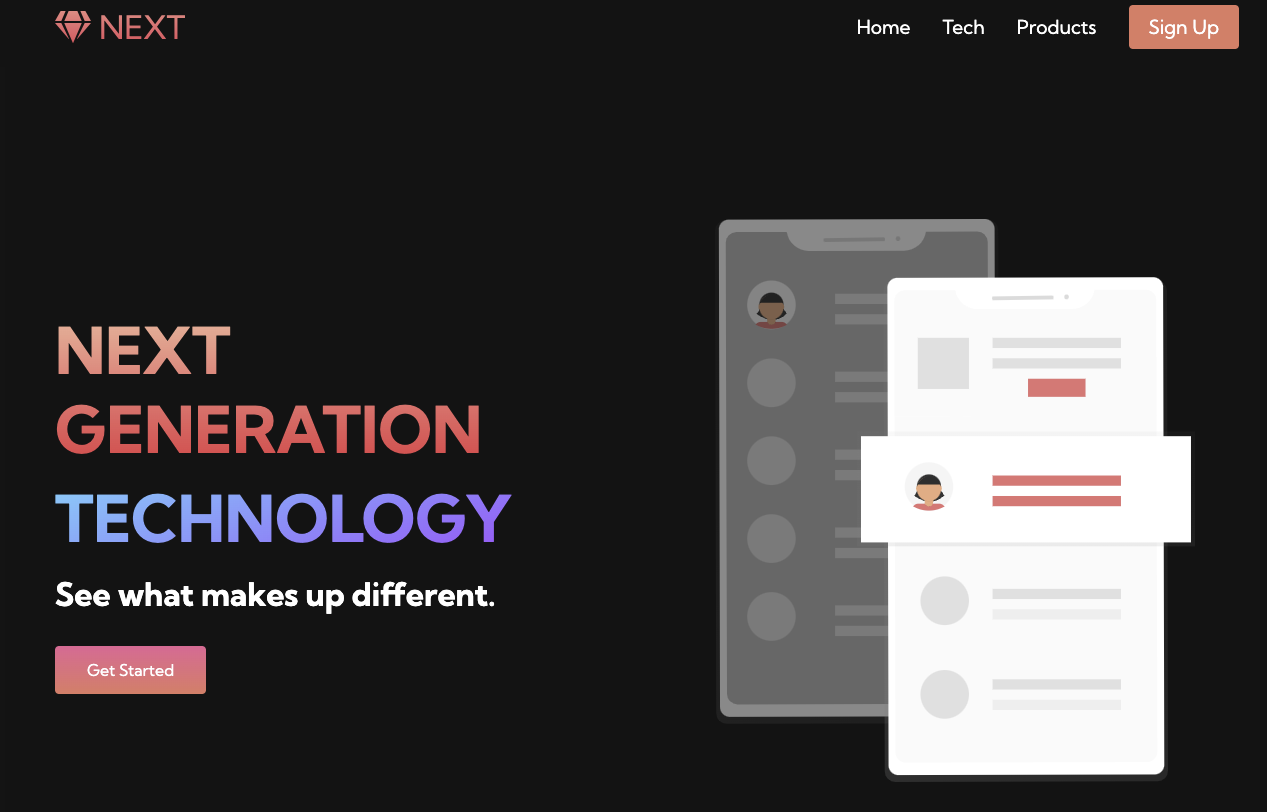 NEXT
Home
Tech
Products
Sign Up
NEXT
GENERATION
TECHNOLOGY
See what makes up different.
Get Started